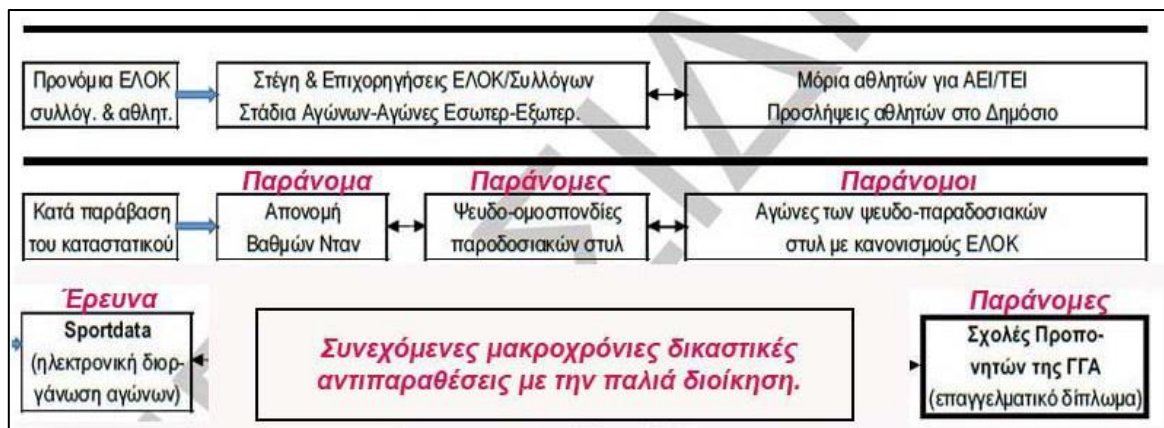 Προνόμια ΕΛΟΚ
συλλόγ. & αθλητ.
Στέγη & Επιχορηγήσεις ΕΛΟΚ/Συλλόγων
Στάδια Αγώνων-Αγώνες Εσωτερ-Εξωτερ.
Μόρια αθλητών για ΑΕΙ/ΤΕΙ
Προσλήψεις αθλητών στο Δημόσιο
Παράνομα
Παράνομες
Παράνομοι
Κατά παράβαση
του καταστατικού
Απονομή
Βαθμών Νταν
Ψευδο-ομοσπονδίες
παροδοσιακών στυλ
Αγώνες των ψευδο-παραδοσιακών
στυλ με κανονισμούς ΕΛΟΚ
Έρευνα
Sportdata
(ηλεκτρονική διορ-
γάνωση αγώνων)
Συνεχόμενες μακροχρόνιες δικαστικές
αντιπαραθέσεις με την παλιά διοίκηση.
Παράνομες
Σχολές Προπο-
νητών της ΓΓΑ
(επαγγελματικό δίπλωμα)